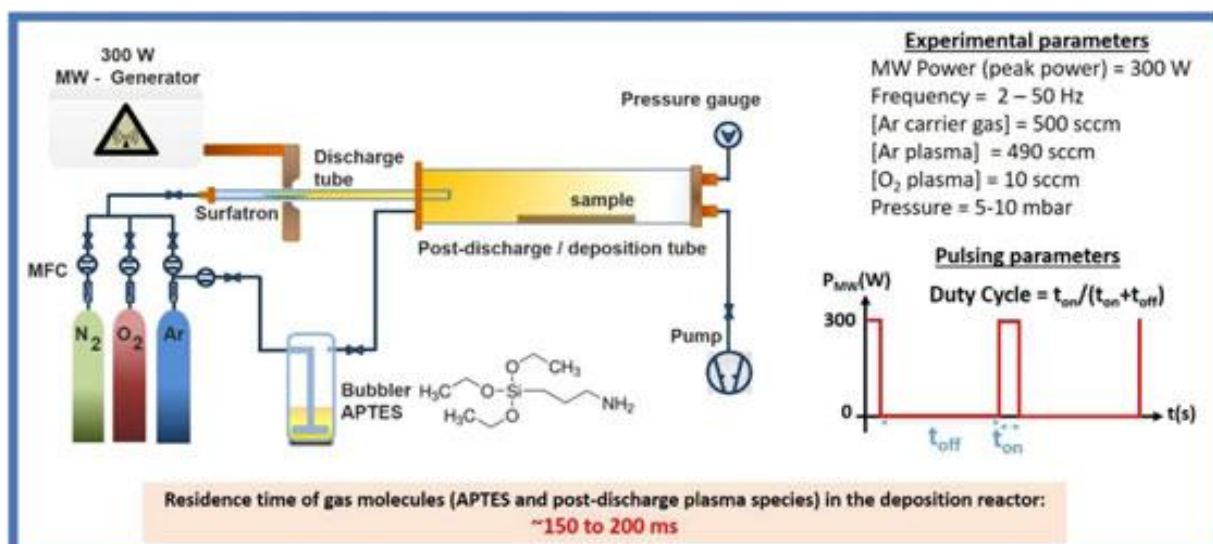 300 W
MW - Generator
Discharge
tube
Surfatron
MFC
N2
O2
Ar
Bubbler
APTES
Pressure gauge
sample
Post-discharge / deposition tube
Pump
H3C
O
CH3
H3C
O
Si
NH2
H3C
O
Experimental parameters
MW Power (peak power) = 300 W
Frequency = 2 – 50 Hz
[Ar carrier gas] = 500 sccm
[Ar plasma] = 490 sccm
[O2 plasma] = 10 sccm
Pressure = 5-10 mbar
Pulsing parameters
PMW(W)
Duty Cycle = ton/(ton+toff)
300
0
t(s)
toff
ton
Residence time of gas molecules (APTES and post-discharge plasma species) in the deposition reactor:
~150 to 200 ms